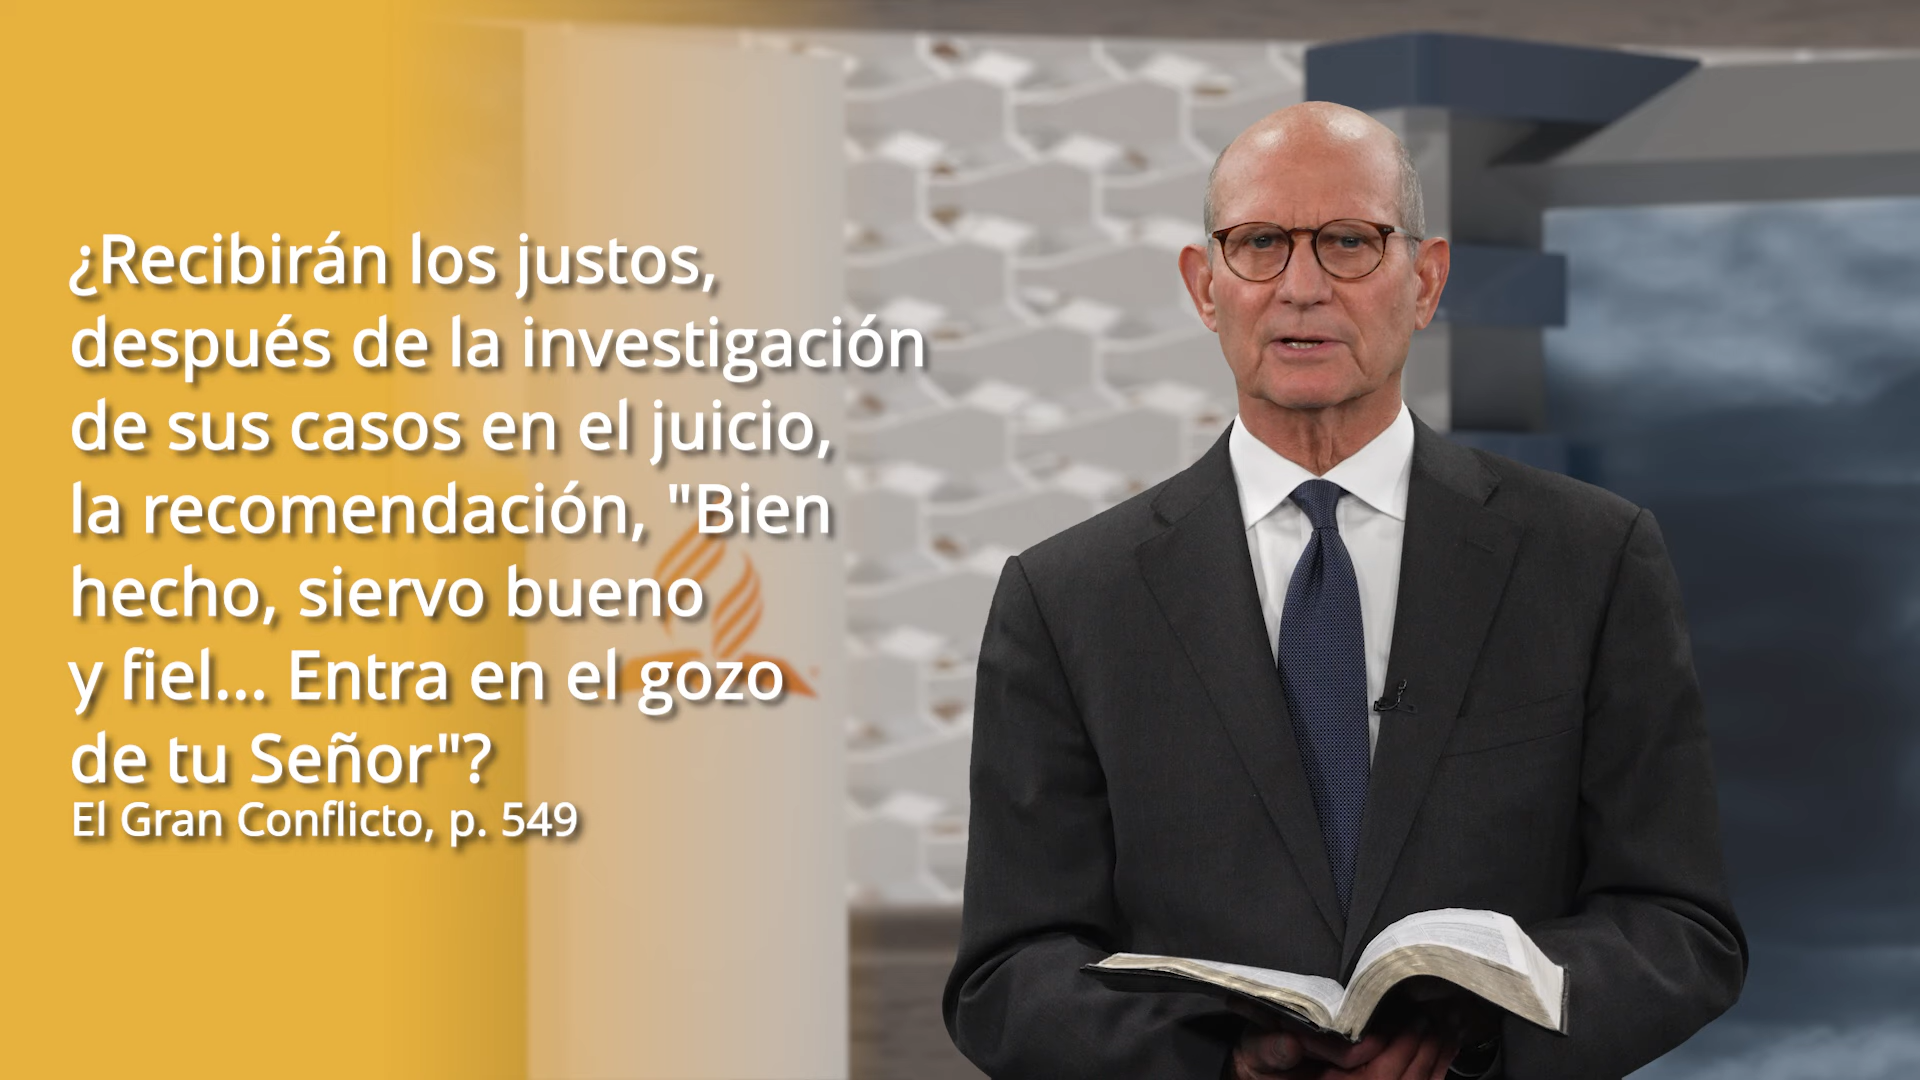 ¿Recibirán los justos,
después de la investigación
de sus casos en el juicio,
la recomendación, "Bien
hecho, siervo bueno
y fiel... Entra en el gozo
de tu Señor"?
El Gran Conflicto, p. 549